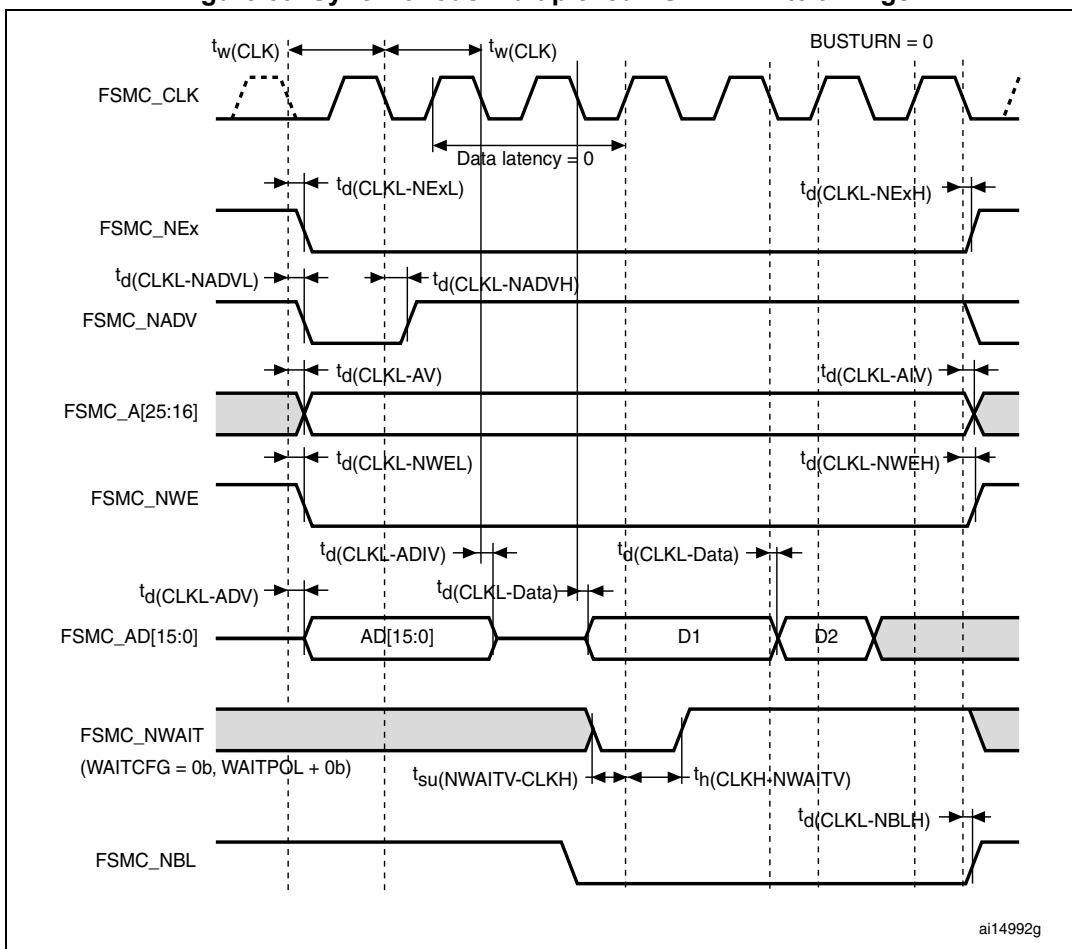 tw(CLK) tw(CLK) BUSTURN = 0
FSMC_CLK
Data latency = 0
td(CLKL-NExL) td(CLKL-NExH)
FSMC_NEx
td(CLKL-NADVL) td(CLKL-NADVH)
FSMC_NADV
td(CLKL-AV) td(CLKL-AIV)
FSMC_A[25:16]
td(CLKL-NWEL) td(CLKL-NWEH)
FSMC_NWE
td(CLKL-ADIV) td(CLKL-Data)
td(CLKL-ADV) td(CLKL-Data)
FSMC_AD[15:0] AD[15:0] D1 D2
FSMC_NWAIT
(WAITCFG = 0b, WAITPOL + 0b) tsu(NWAITV-CLKH) th(CLKH-NWAITV)
td(CLKL-NBLH)
FSMC_NBL
ai14992g